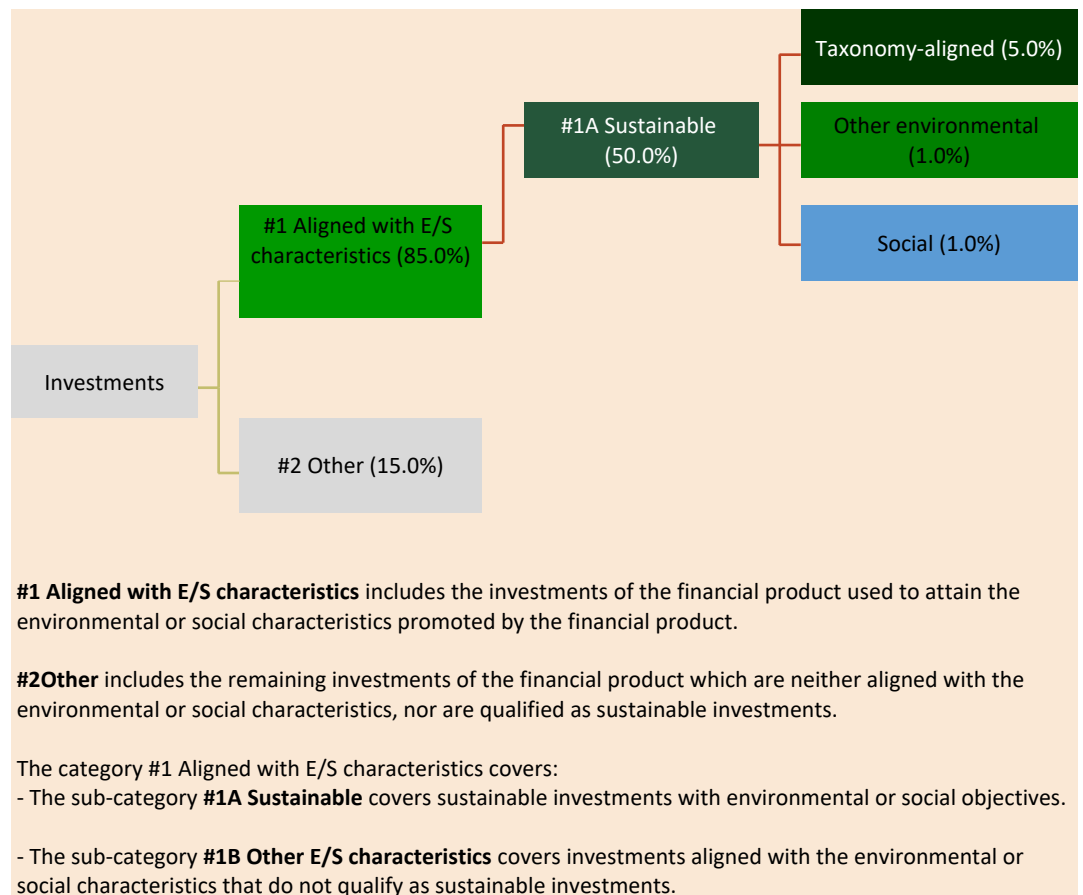 Taxonomy-aligned (5.0%)
#1A Sustainable
(50.0%)
Other environmental
(1.0%)
#1 Aligned with E/S
characteristics (85.0%)
Social (1.0%)
Investments
#2 Other (15.0%)
#1 Aligned with E/S characteristics includes the investments of the financial product used to attain the
environmental or social characteristics promoted by the financial product.
#2Other includes the remaining investments of the financial product which are neither aligned with the
environmental or social characteristics, nor are qualified as sustainable investments.
The category #1 Aligned with E/S characteristics covers:
- The sub-category #1A Sustainable covers sustainable investments with environmental or social objectives.
- The sub-category #1B Other E/S characteristics covers investments aligned with the environmental or
social characteristics that do not qualify as sustainable investments.